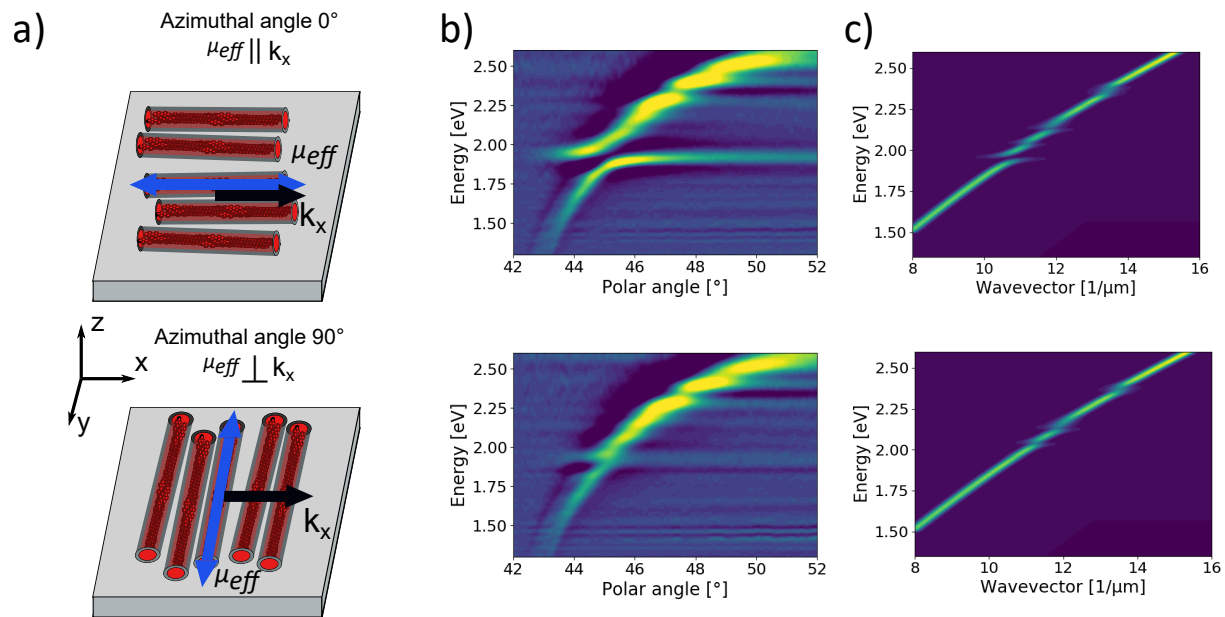 a)
Azimuthal angle 0°
μeff || kx
μeff
kx
z
x
y
Azimuthal angle 90°
μeff ⊥ kx
kx
μeff
b)
2.50
2.25
2.00
1.75
1.50
Energy [eV]
42 44 46 48 50 52
Polar angle [°]
2.50
2.25
2.00
1.75
1.50
Energy [eV]
42 44 46 48 50 52
Polar angle [°]
c)
2.50
2.25
2.00
1.75
1.50
Energy [eV]
8 10 12 14 16
Wavevector [1/μm]
2.50
2.25
2.00
1.75
1.50
Energy [eV]
8 10 12 14 16
Wavevector [1/μm]